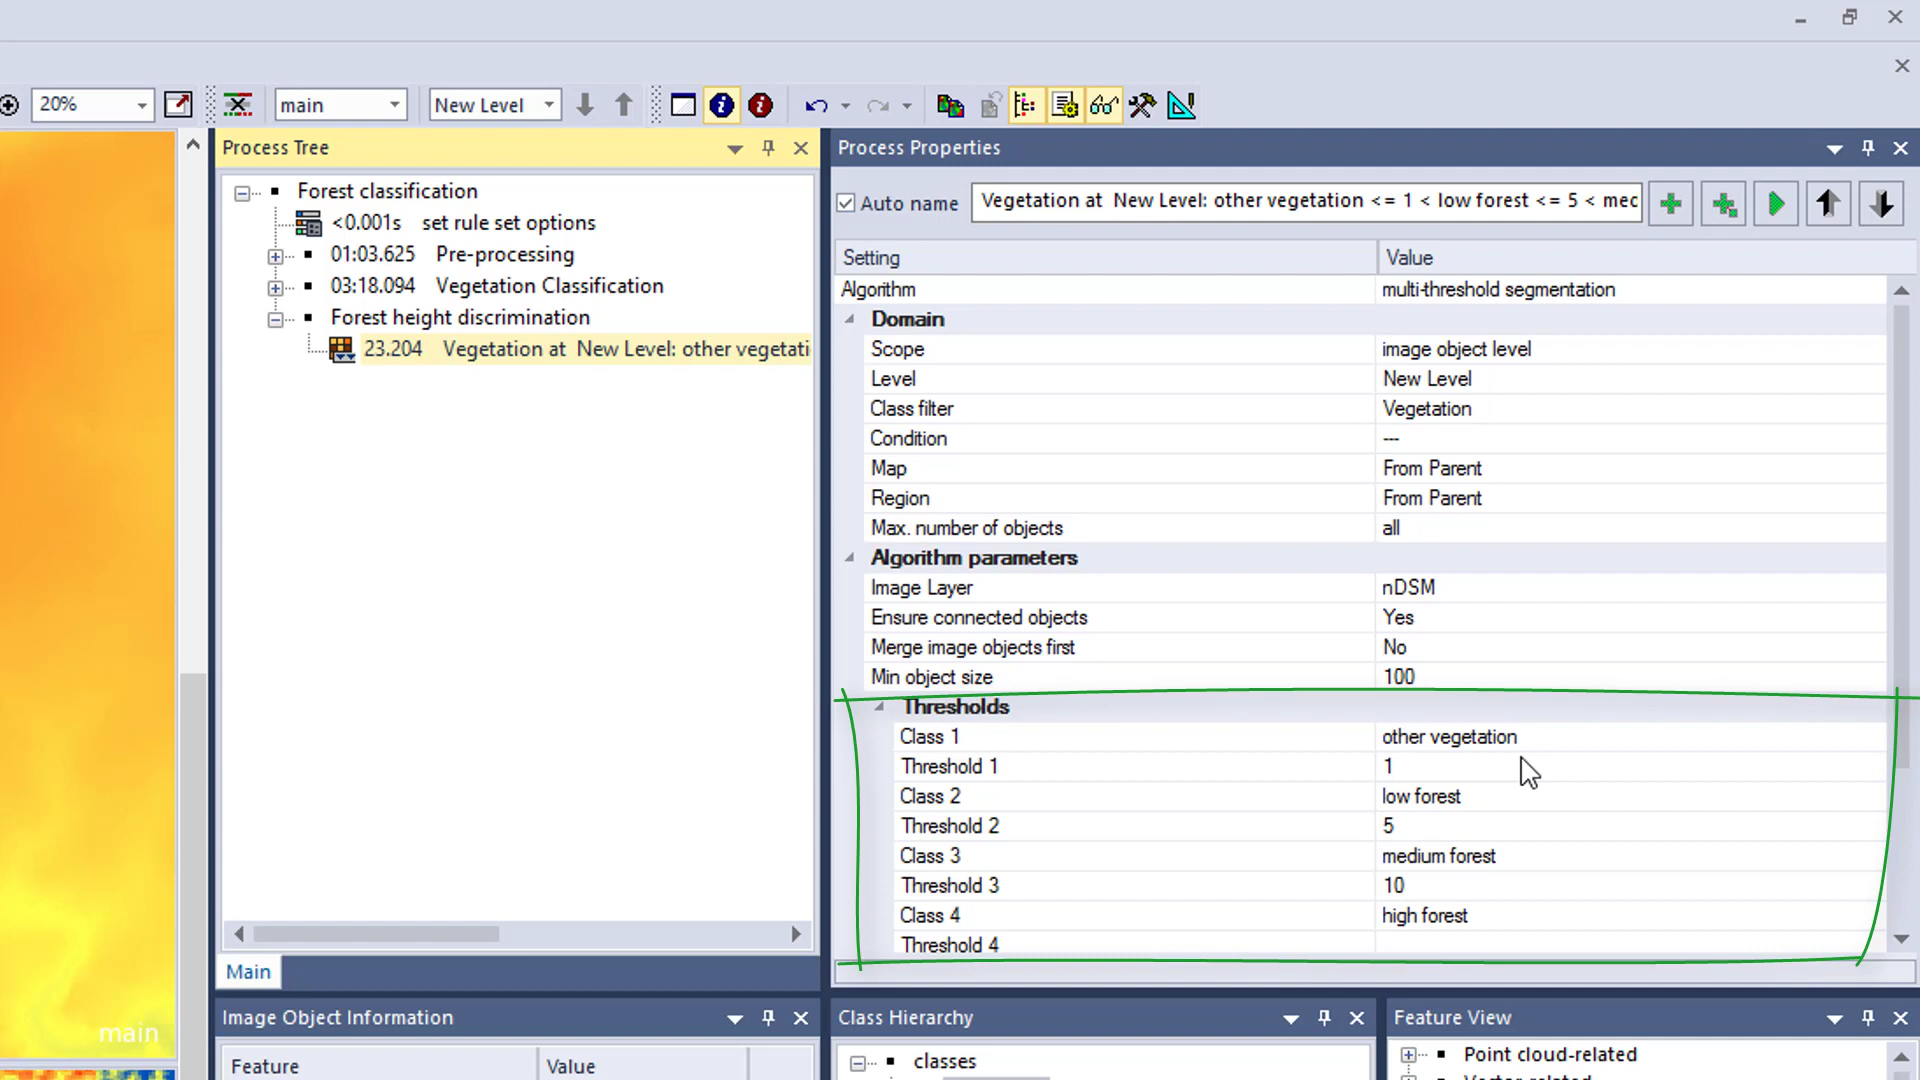 20%
main
New Level
Process Tree
Forest classification
<0.001s set rule set options
01:03.625 Pre-processing
03:18.094 Vegetation Classification
Forest height discrimination
23.204 Vegetation at New Level: other vegetati
Main
main
Process Properties
Auto name
Vegetation at New Level: other vegetation <= 1 < low forest <= 5 < mec
Setting Value
Algorithm multi-threshold segmentation
Domain
Scope image object level
Level New Level
Class filter Vegetation
Condition ---
Map From Parent
Region From Parent
Max. number of objects all
Algorithm parameters
Image Layer nDSM
Ensure connected objects Yes
Merge image objects first No
Min object size 100
Thresholds
Class 1 other vegetation
Threshold 1 1
Class 2 low forest
Threshold 2 5
Class 3 medium forest
Threshold 3 10
Class 4 high forest
Threshold 4
Image Object Information
Feature Value
Class Hierarchy
classes
Feature View
Point cloud-related